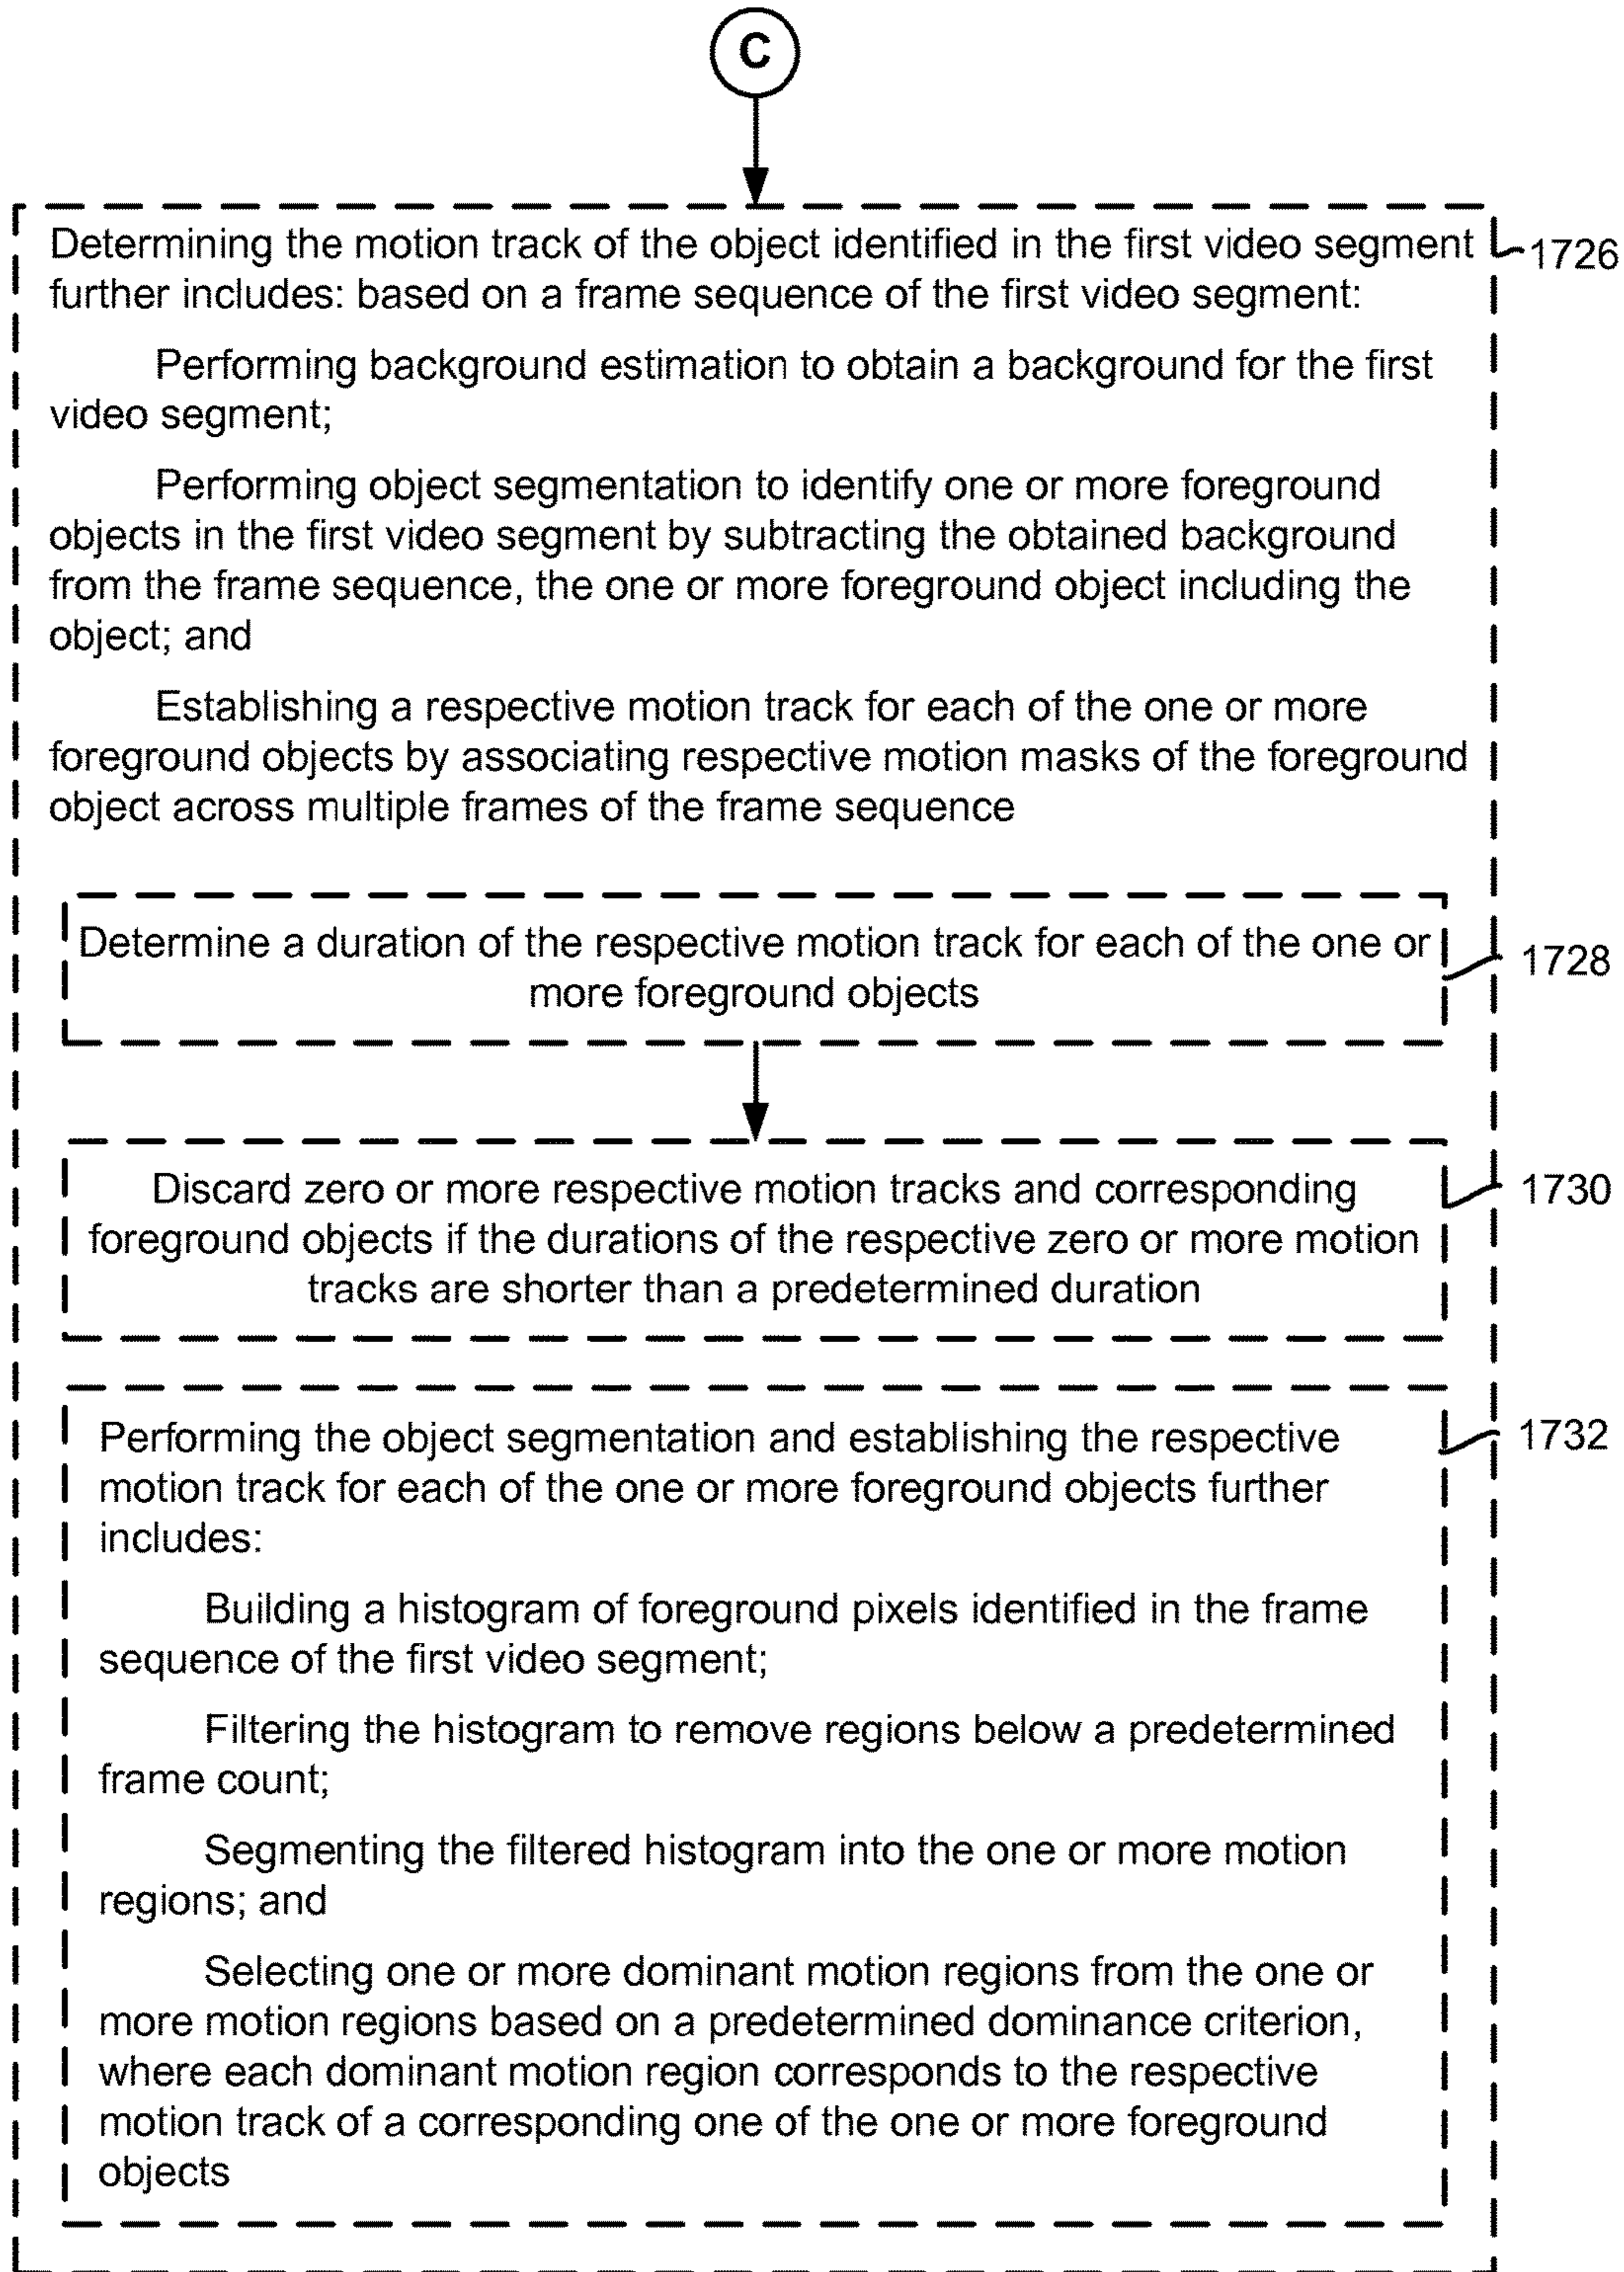 C
Determining the motion track of the object identified in the first video segment
1726
further includes: based on a frame sequence of the first video segment:
Performing background estimation to obtain a background for the first
video segment;
Performing object segmentation to identify one or more foreground
objects in the first video segment by subtracting the obtained background
from the frame sequence, the one or more foreground object including the
object; and
Establishing a respective motion track for each of the one or more
foreground objects by associating respective motion masks of the foreground
object across multiple frames of the frame sequence
Determine a duration of the respective motion track for each of the one or
more foreground objects
1728
Discard zero or more respective motion tracks and corresponding
1730
foreground objects if the durations of the respective zero or more motion
tracks are shorter than a predetermined duration
Performing the object segmentation and establishing the respective
1732
motion track for each of the one or more foreground objects further
includes:
Building a histogram of foreground pixels identified in the frame
sequence of the first video segment;
Filtering the histogram to remove regions below a predetermined
frame count;
Segmenting the filtered histogram into the one or more motion
regions; and
Selecting one or more dominant motion regions from the one or
more motion regions based on a predetermined dominance criterion,
where each dominant motion region corresponds to the respective
motion track of a corresponding one of the one or more foreground
objects